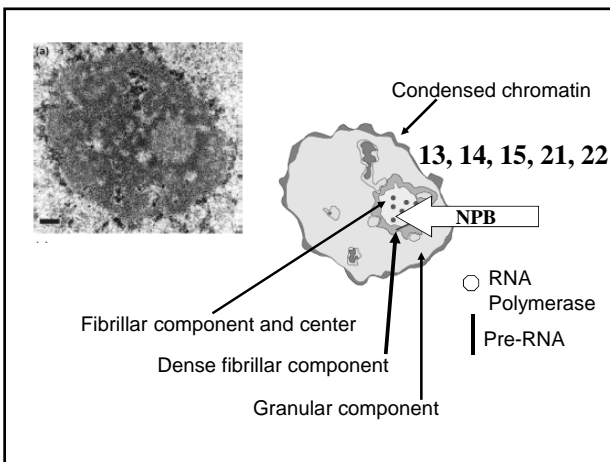 (a)
Condensed chromatin
13, 14, 15, 21, 22
NPB
RNA
Polymerase
Fibrillar component and center
Pre-RNA
Dense fibrillar component
Granular component